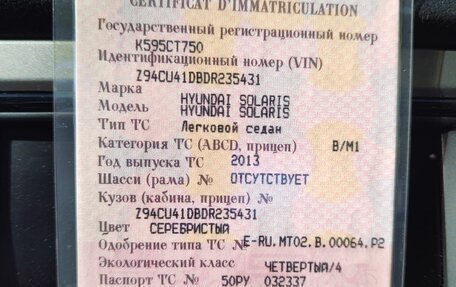 CERTIFICAT D'IMMATRICULATION
Государственный регистрационный номер
К595СТ750
Идентификационный номер (VIN)
Z94CU41DBDR235431
Марка HYUNDAI SOLARIS
Модель HYUNDAI SOLARIS
Тип ТС Легковой седан
Категория ТС (ABCD, прицеп) B/M1
Год выпуска ТС 2013
Шасси (рама) № ОТСУТСТВУЕТ
Кузов (кабина, прицеп) №
Z94CU41DBDR235431
Цвет СЕРЕБРИСТЫЙ
Одобрение типа ТС № E-RU.MT02.B.00064.P2
Экологический класс ЧЕТВЕРТЫЙ/4
Паспорт ТС № 50РУ 032337